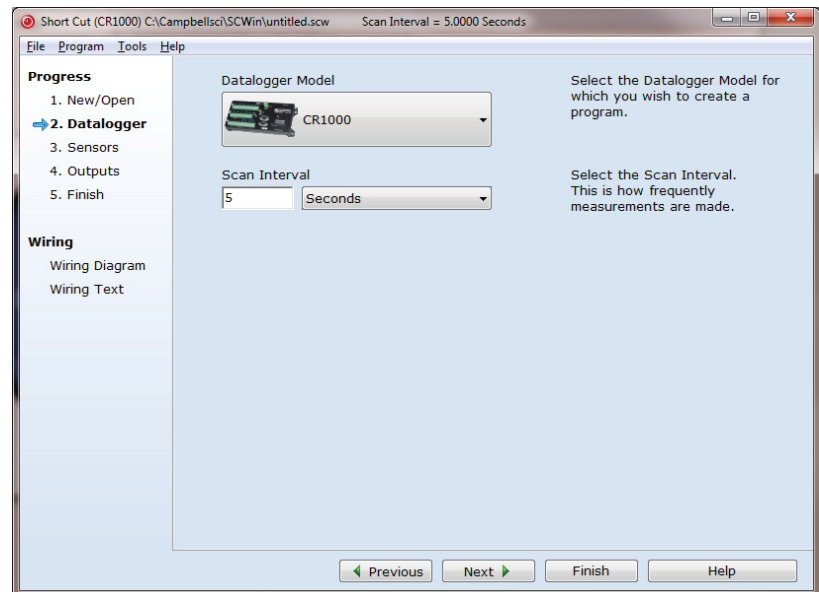 Short Cut (CR1000) C:\Campbellsci\SCWin\untitled.scw Scan Interval = 5.0000 Seconds
File Program Tools Help
Progress
1. New/Open
2. Datalogger
3. Sensors
4. Outputs
5. Finish
Wiring
Wiring Diagram
Wiring Text
Datalogger Model
CR1000
Select the Datalogger Model for
which you wish to create a
program.
Scan Interval
5 Seconds
Select the Scan Interval.
This is how frequently
measurements are made.
Previous Next Finish Help